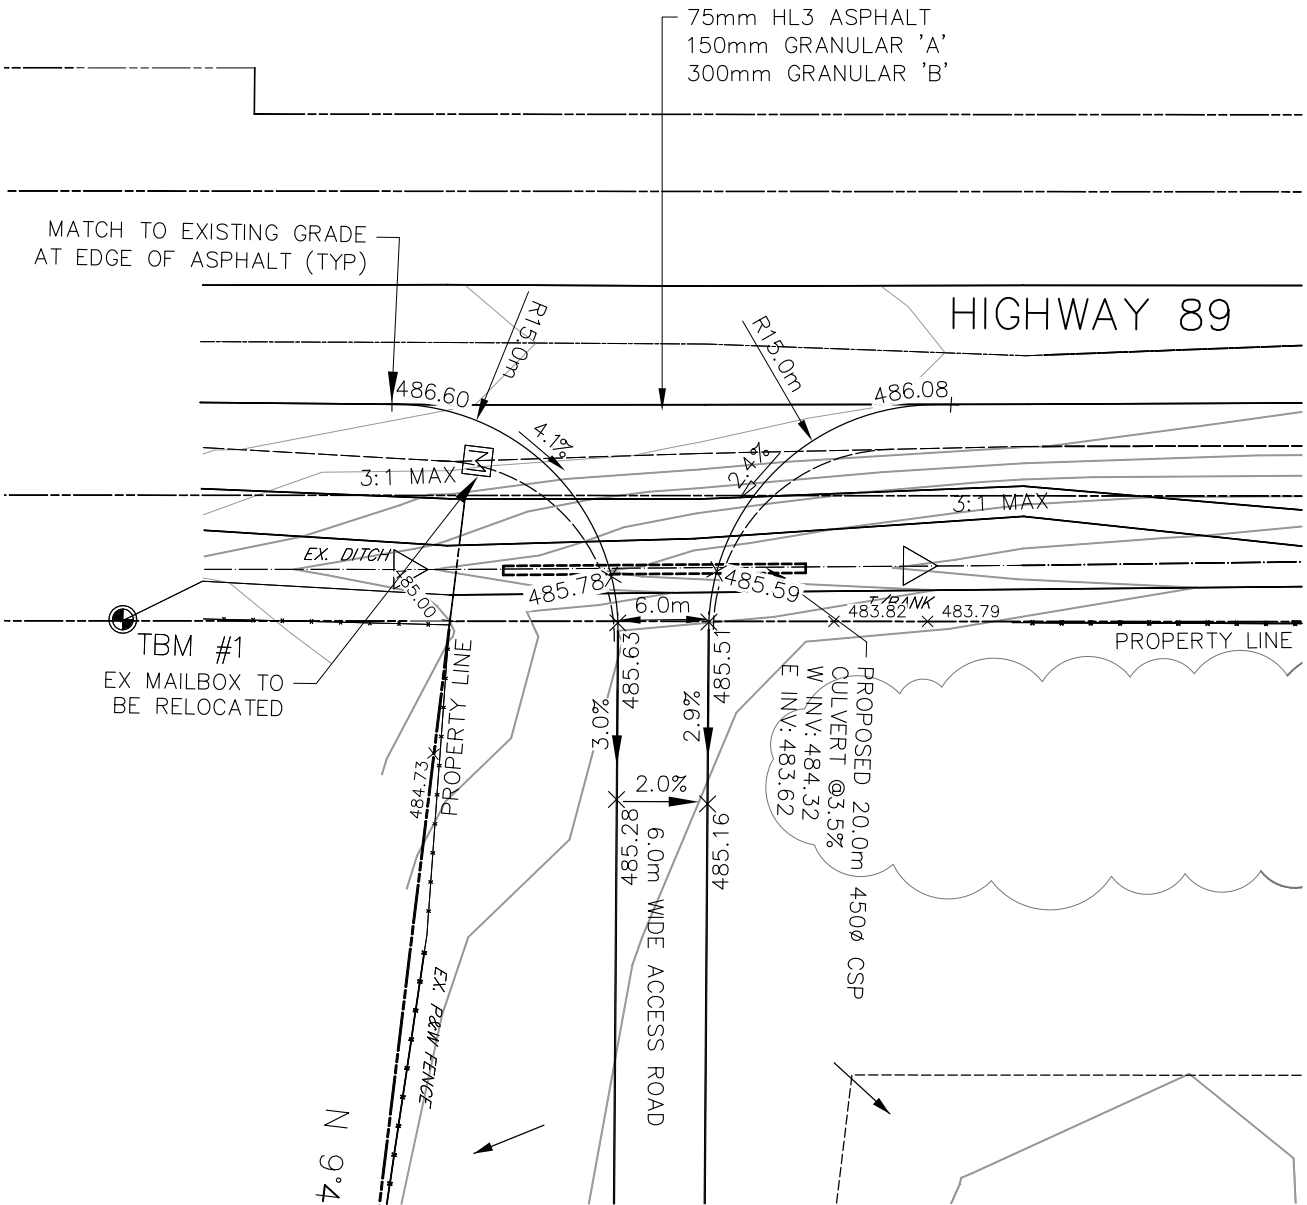 75mm HL3 ASPHALT
150mm GRANULAR 'A'
300mm GRANULAR 'B'
MATCH TO EXISTING GRADE
AT EDGE OF ASPHALT (TYP)
HIGHWAY 89
R15.0m
R15.0m
486.60
486.08
4.1%
2.4%
M
3:1 MAX
3:1 MAX
EX. DITCH
485.00
485.78
485.59
6.0m
T/BANK
483.82
483.79
TBM #1
PROPERTY LINE
EX MAILBOX TO
BE RELOCATED
PROPERTY LINE
485.63
485.51
3.0%
2.9%
PROPOSED 20.0m 450ø CSP
CULVERT @3.5%
W INV: 484.32
E INV: 483.62
484.73
2.0%
485.28
485.16
6.0m WIDE ACCESS ROAD
EX. P&W FENCE
N 9°4